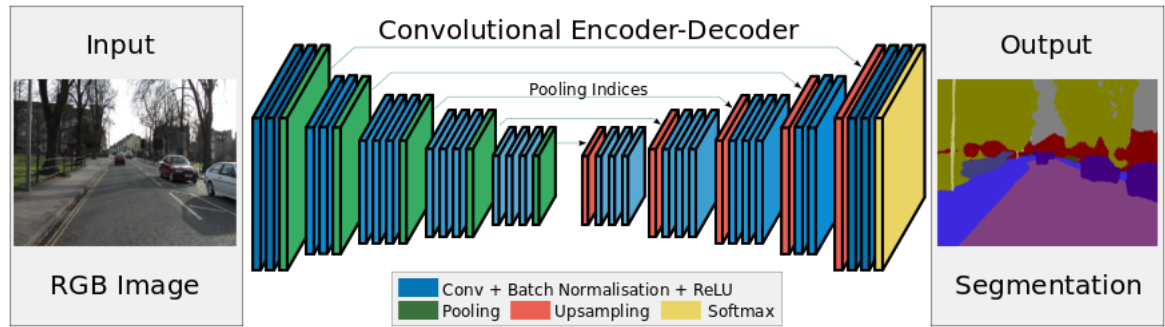 Input
RGB Image
Convolutional Encoder-Decoder
Pooling Indices
Conv + Batch Normalisation + ReLU
Pooling Upsampling Softmax
Output
Segmentation